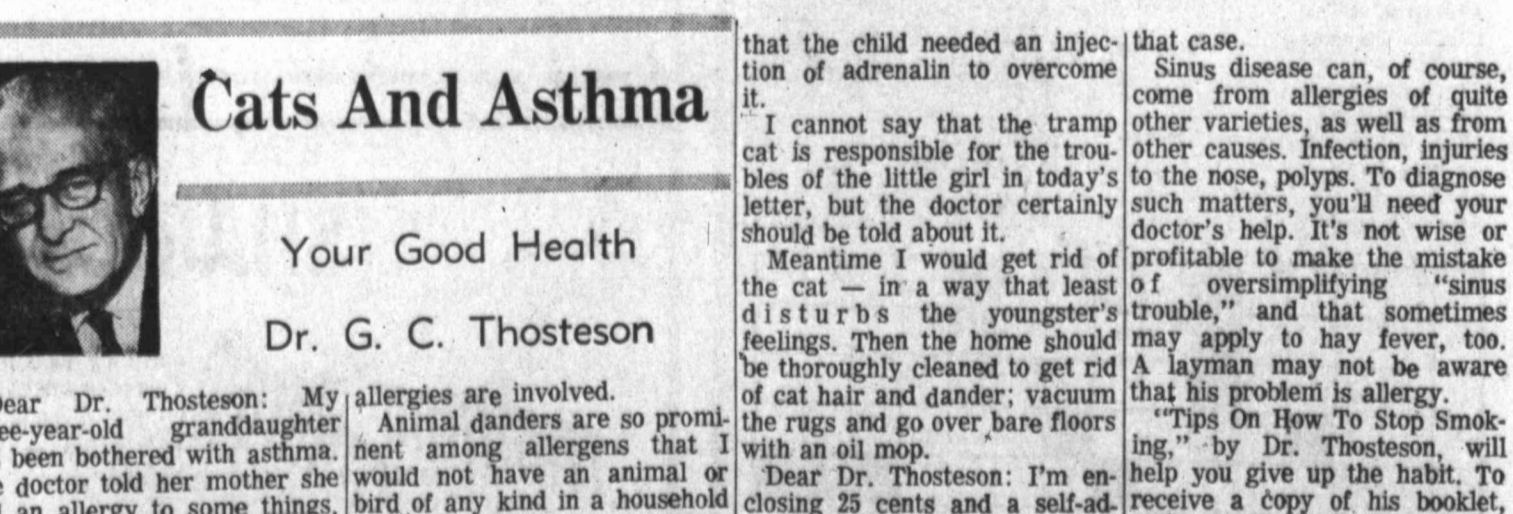 Cats And Asthma
Your Good Health
Dr. G. C. Thosteson
Dr. Thosteson: My
granddaughter
been bothered with asthma.
doctor told her mother she
an allergy to some things,
allergies are involved.
Animal danders are so promi-
nent among allergens that I
would not have an animal or
bird of any kind in a household
that the child needed an injec-
tion of adrenalin to overcome
it.
I cannot say that the tramp
cat is responsible for the trou-
bles of the little girl in today's
letter, but the doctor certainly
should be told about it.
Meantime I would get rid of
the cat — in a way that least
disturbs the youngster's
feelings. Then the home should
be thoroughly cleaned to get rid
of cat hair and dander; vacuum
the rugs and go over bare floors
with an oil mop.
Dear Dr. Thosteson: I'm en-
closing 25 cents and a self-ad-
that case.
Sinus disease can, of course,
come from allergies of quite
other varieties, as well as from
other causes. Infection, injuries
to the nose, polyps. To diagnose
such matters, you'll need your
doctor's help. It's not wise or
profitable to make the mistake
of oversimplifying "sinus
trouble," and that sometimes
may apply to hay fever, too.
A layman may not be aware
that his problem is allergy.
"Tips On How To Stop Smok-
ing," by Dr. Thosteson, will
help you give up the habit. To
receive a copy of his booklet,